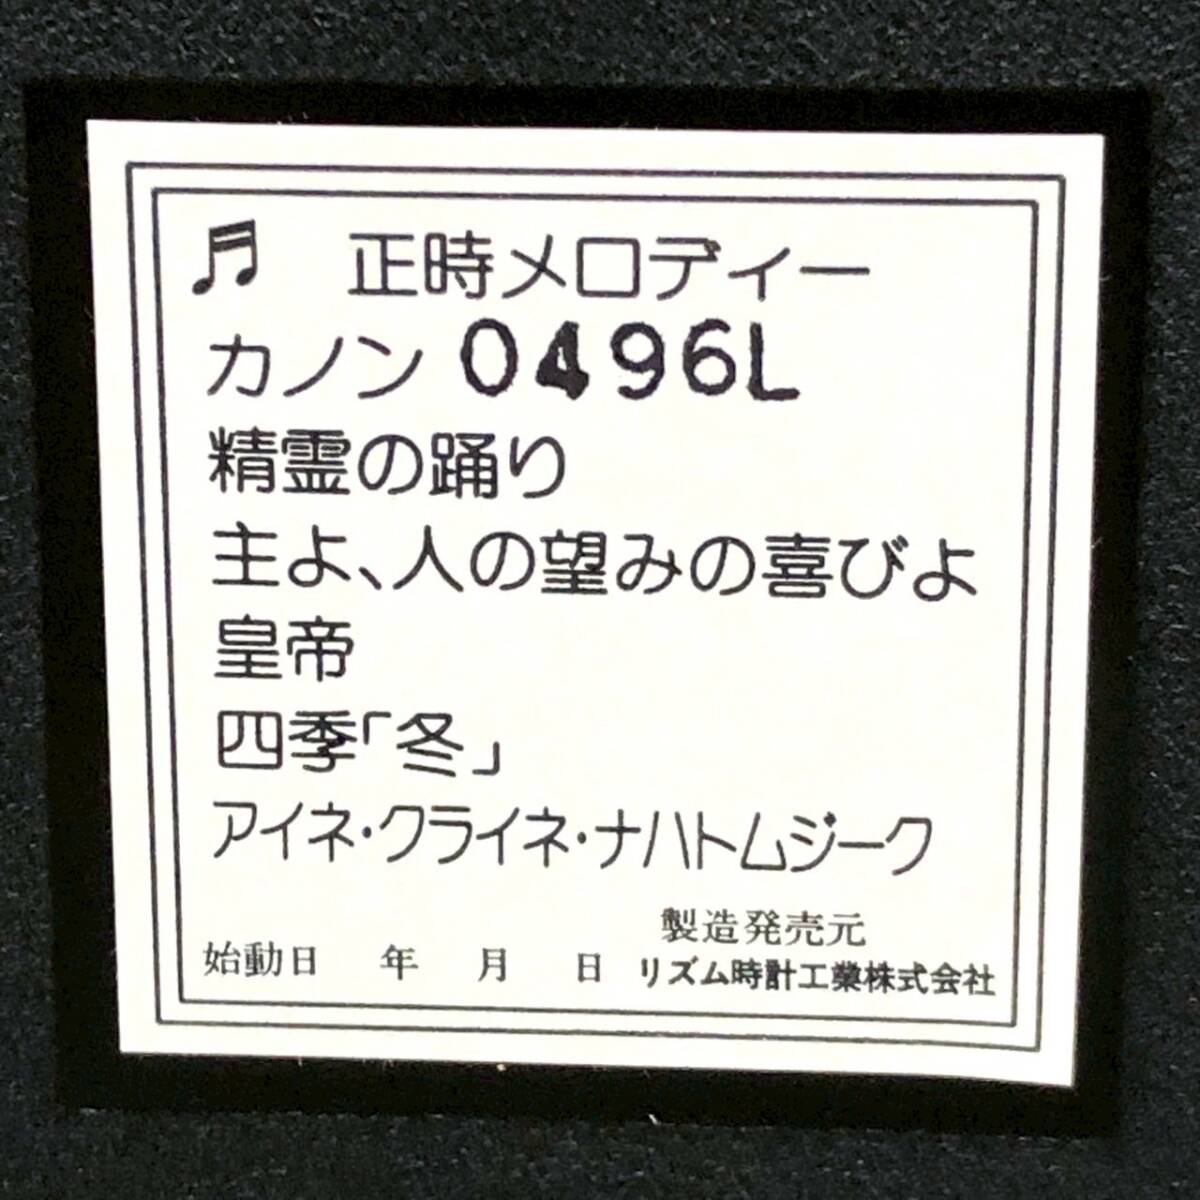 正時メロディー
カノン 0496L
精霊の踊り
主よ、人の望みの喜びよ
皇帝
四季「冬」
アイネ・クライネ・ナハトムジーク
製造発売元
始動日 年 月 日 リズム時計工業株式会社